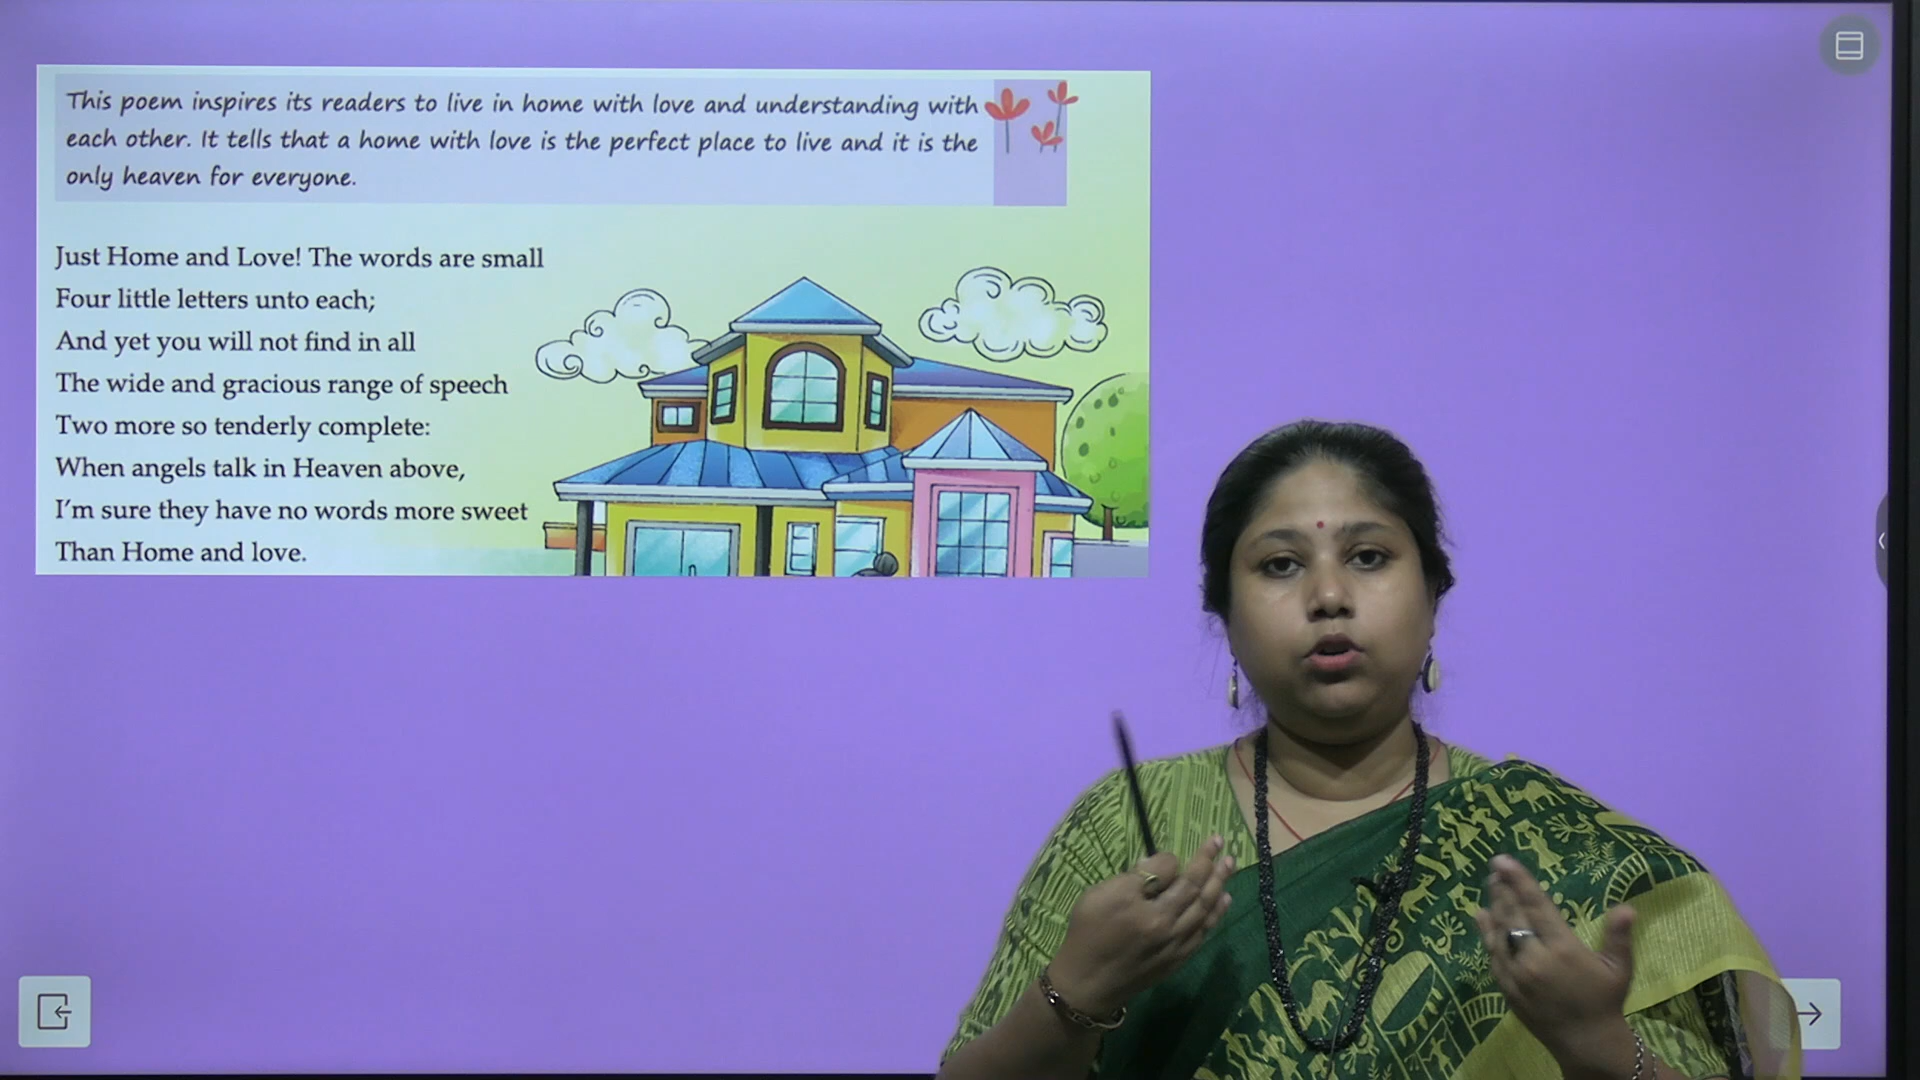 This poem inspires its readers to live in home with love and understanding with
each other. It tells that a home with love is the perfect place to live and it is the
only heaven for everyone.
Just Home and Love! The words are small
Four little letters unto each;
And yet you will not find in all
The wide and gracious range of speech
Two more so tenderly complete:
When angels talk in Heaven above,
I'm sure they have no words more sweet
Than Home and love.